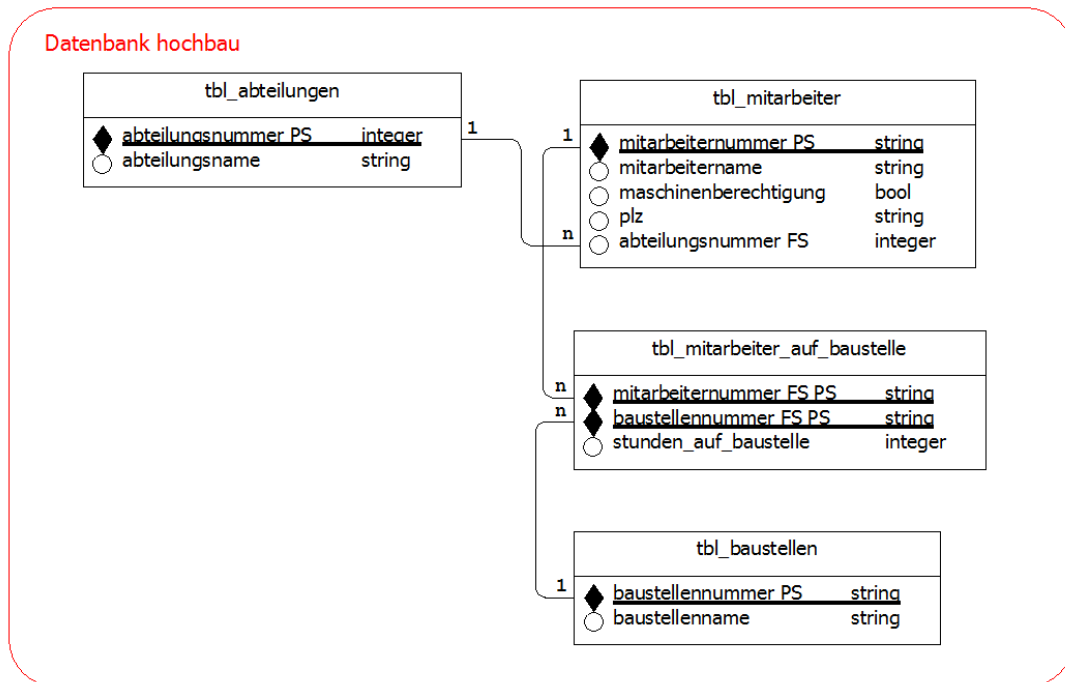 Datenbank hochbau
tbl_abteilungen
abteilungsnummer PS integer
abteilungsname string
1
n
tbl_mitarbeiter
1
mitarbeiternummer PS string
mitarbeitername string
maschinenberechtigung bool
plz string
abteilungsnummer FS integer
tbl_mitarbeiter_auf_baustelle
n
mitarbeiternummer FS PS string
n
baustellennummer FS PS string
stunden_auf_baustelle integer
tbl_baustellen
1
baustellennummer PS string
baustellenname string